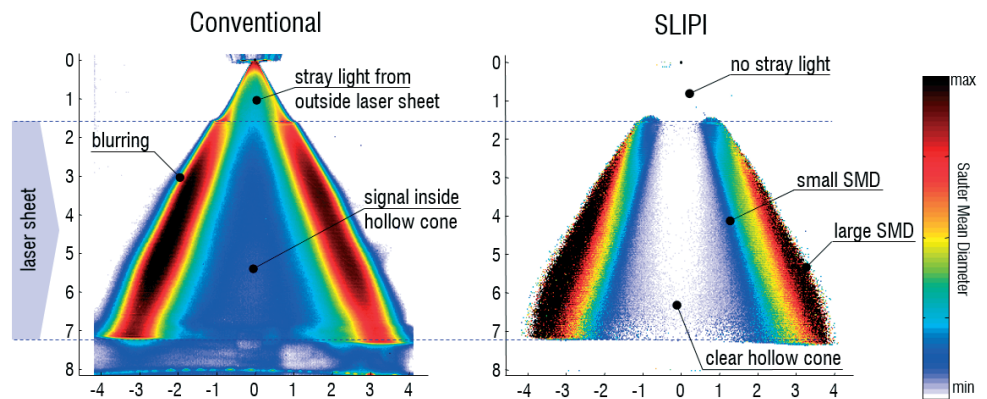 Conventional
SLIPI
0
1
2
3
4
5
6
7
8
-4
-3
-2
-1
0
1
2
3
4
stray light from
outside laser sheet
blurring
signal inside
hollow cone
laser sheet
0
1
2
3
4
5
6
7
8
-4
-3
-2
-1
0
1
2
3
4
no stray light
small SMD
large SMD
clear hollow cone
max
Sauter Mean Diameter
min